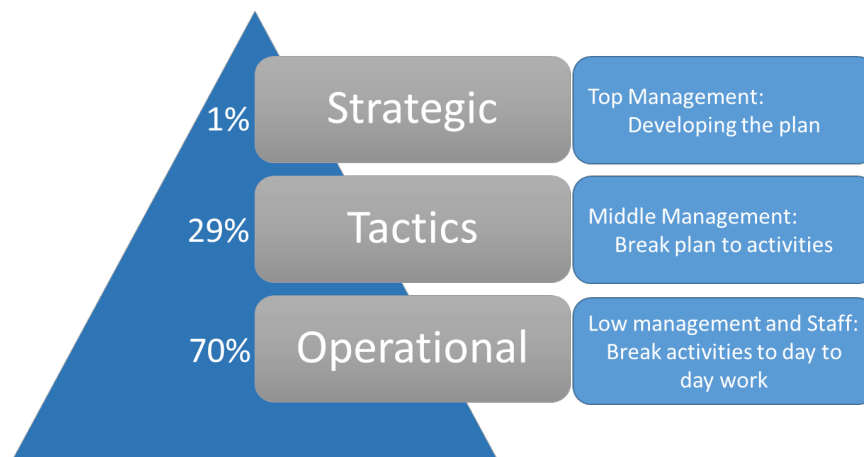 1%
Strategic
Top Management:
Developing the plan
29%
Tactics
Middle Management:
Break plan to activities
70%
Operational
Low management and Staff:
Break activities to day to
day work